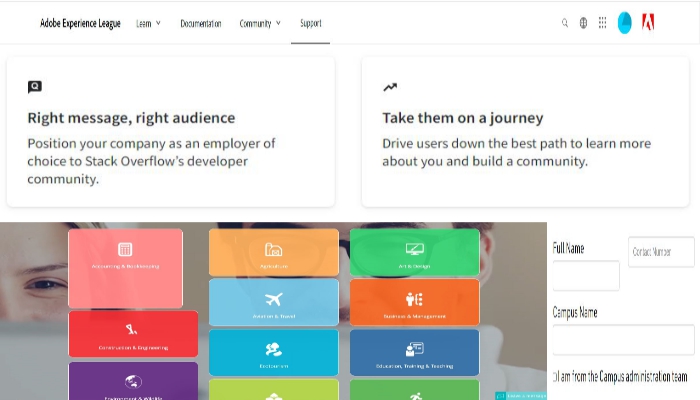 Adobe Experience League
Learn
Documentation
Community
Support
Right message, right audience
Position your company as an employer of
choice to Stack Overflow's developer
community.
Take them on a journey
Drive users down the best path to learn more
about you and build a community.
Accounting & Bookkeeping
Agriculture
Art & Design
Aviation & Travel
Business & Management
Construction & Engineering
Ecotourism
Education, Training & Teaching
Environment & Wildlife
Full Name
Contact Number
Campus Name
I am from the Campus administration team